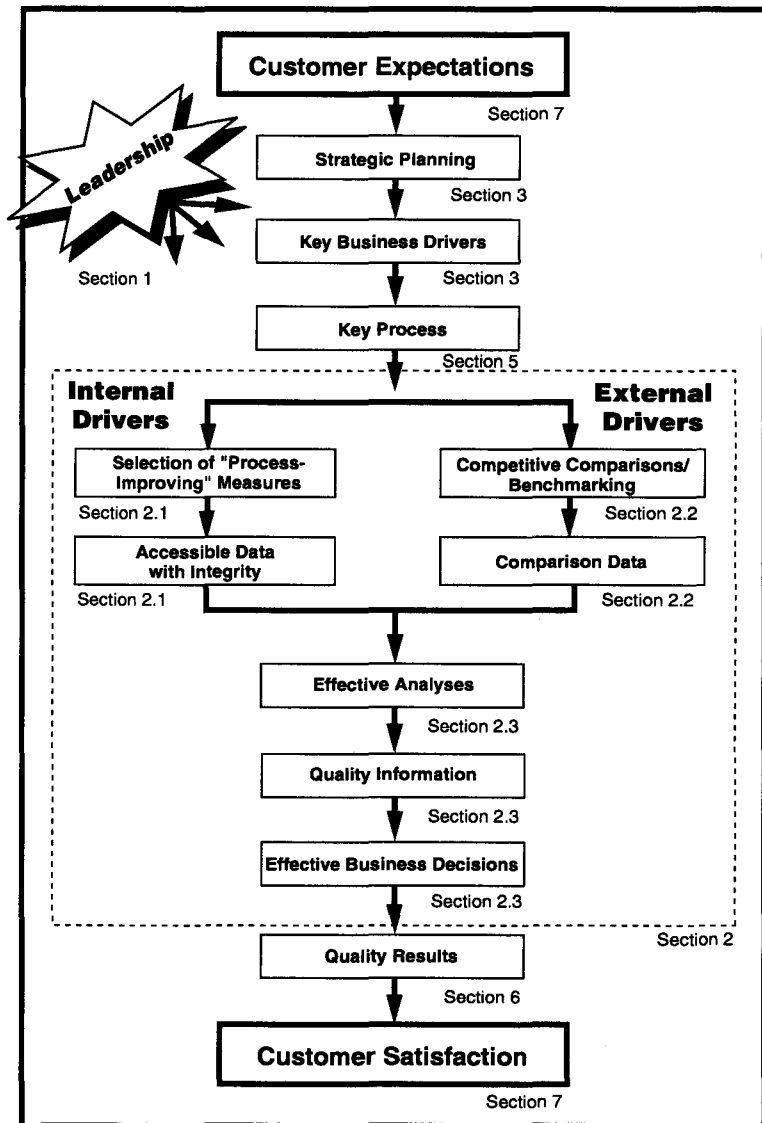 Customer Expectations
Section 7
Leadership
Strategic Planning
Section 3
Key Business Drivers
Section 1
Section 3
Key Process
Section 5
Internal
Drivers
External
Drivers
Selection of "Process-
Improving" Measures
Competitive Comparisons/
Benchmarking
Section 2.1
Section 2.2
Accessible Data
with Integrity
Comparison Data
Section 2.1
Section 2.2
Effective Analyses
Section 2.3
Quality Information
Section 2.3
Effective Business Decisions
Section 2.3
Section 2
Quality Results
Section 6
Customer Satisfaction
Section 7